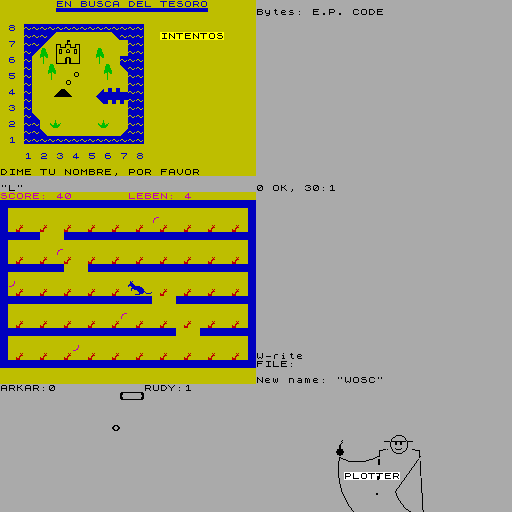 EN BUSCA DEL TESORO
INTENTOS
8
7
6
5
4
3
2
1
1 2 3 4 5 6 7 8
DIME TU NOMBRE, POR FAVOR
"L"
Bytes: E.P. CODE
0 OK, 30:1
SCORE: 40 LEBEN: 4
W-rite
FILE:
New name: "WOSC"
ARKAR:0 RUDY:1
PLOTTER